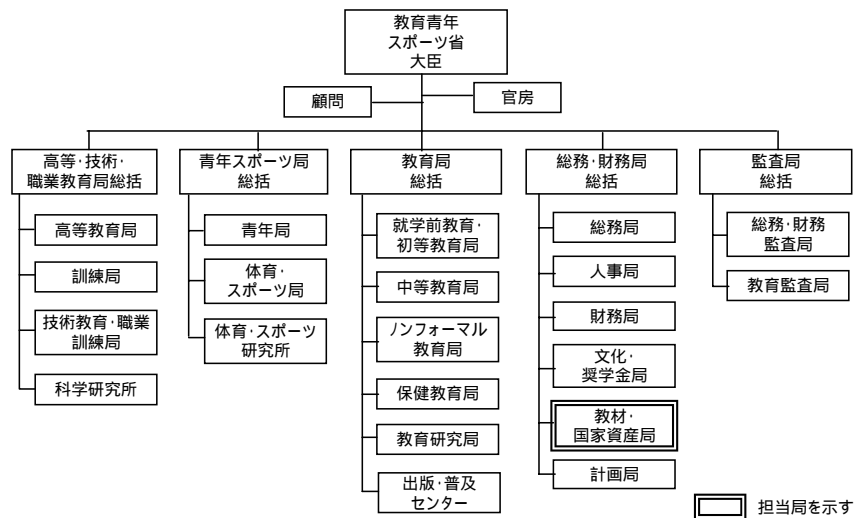 教育青年
スポーツ省
大臣
顧問
官房
高等･技術･
職業教育局総括
青年スポーツ局
総括
教育局
総括
総務･財務局
総括
監査局
総括
高等教育局
訓練局
技術教育･職業
訓練局
科学研究所
青年局
体育･
スポーツ局
体育･スポーツ
研究所
就学前教育･
初等教育局
中等教育局
ノンフォーマル
教育局
保健教育局
教育研究局
出版･普及
センター
総務局
人事局
財務局
文化･
奨学金局
教材･
国家資産局
計画局
総務･財務
監査局
教育監査局
担当局を示す